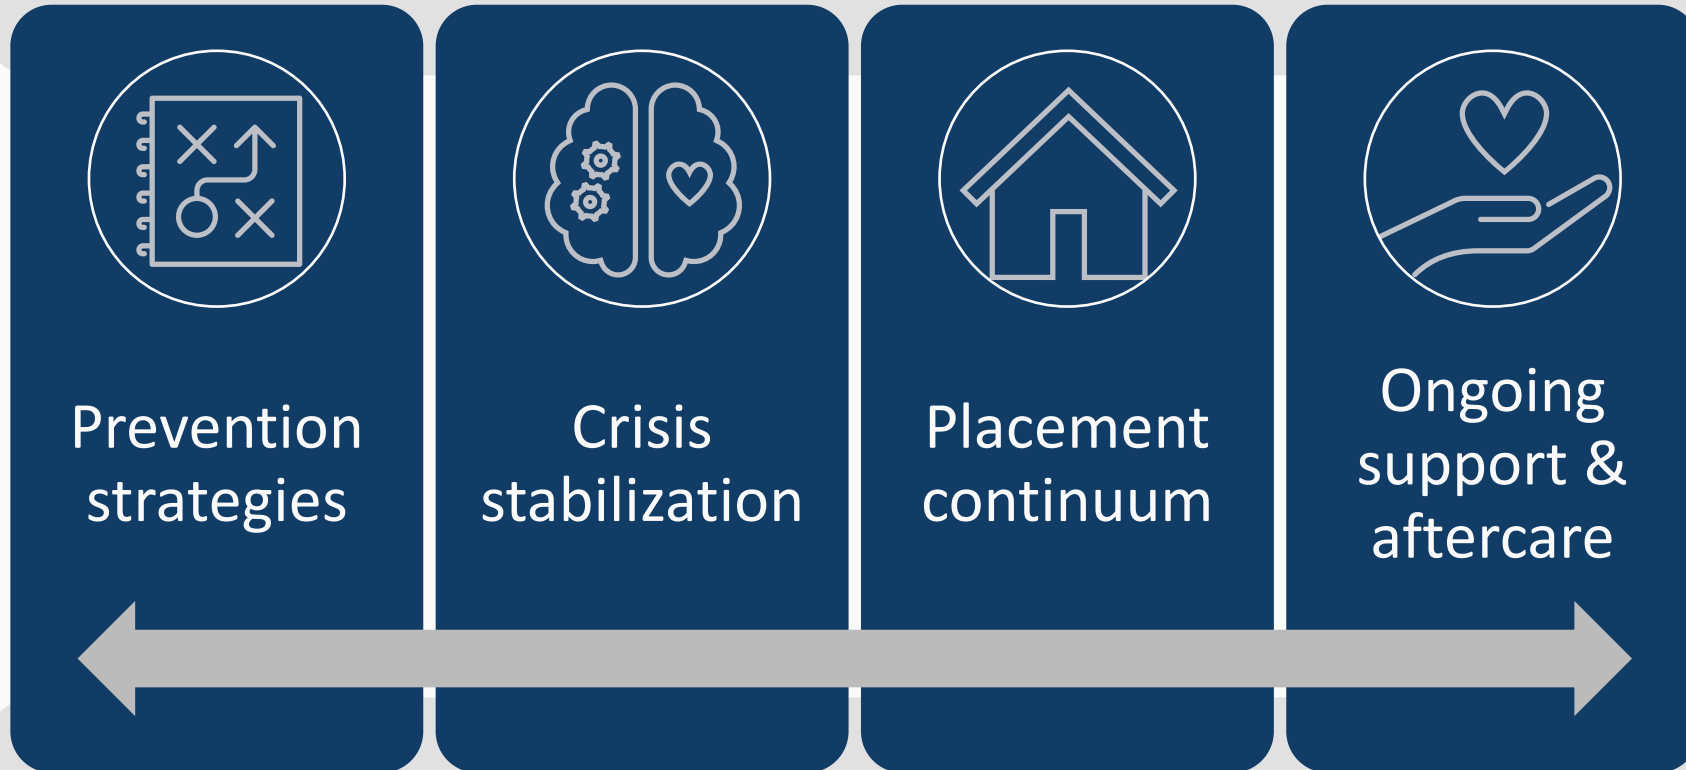 Prevention
strategies
Crisis
stabilization
Placement
continuum
Ongoing
support &
aftercare